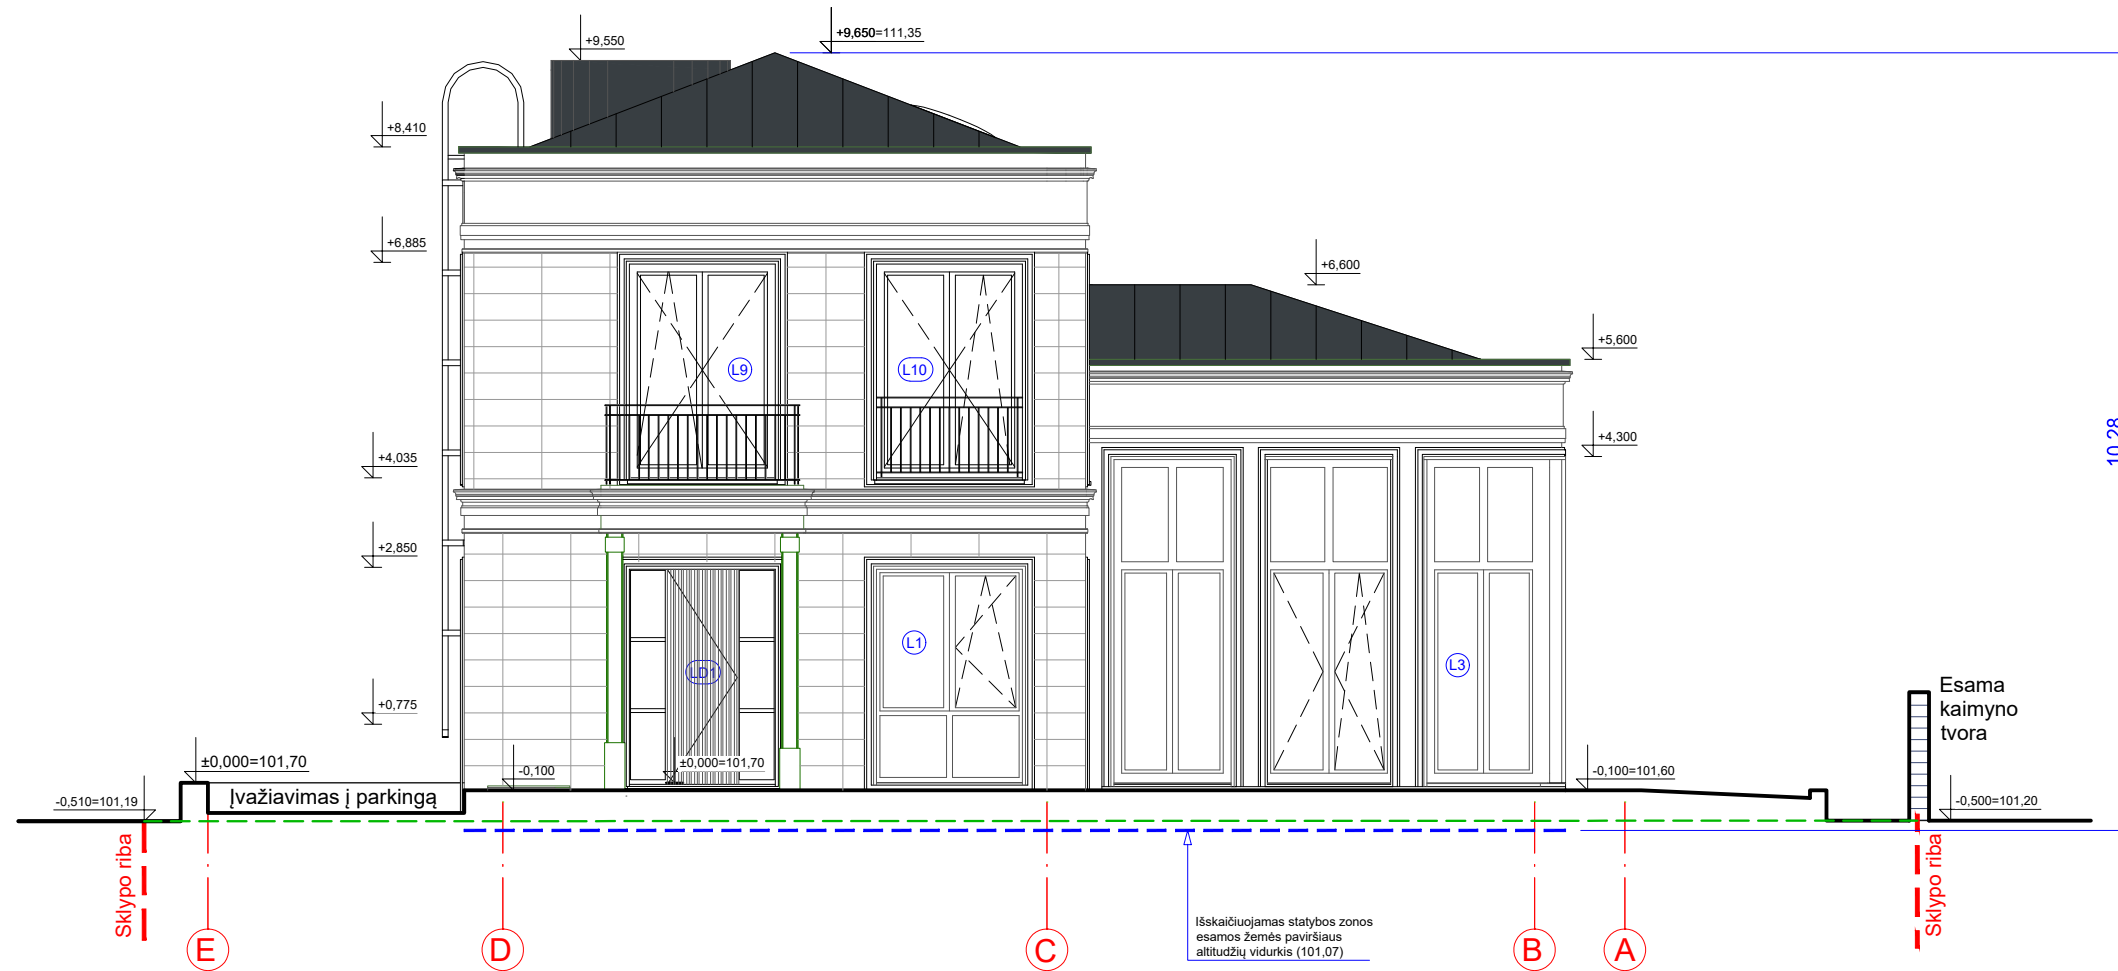 +9,550
+9,650=111,35
+8,410
+6,885
+6,600
+5,600
L9
L10
10,28
+4,300
+4,035
+2,850
L1
L3
LD1
+0,775
Esama
kaimyno
tvora
±0,000=101,70
±0,000=101,70
-0,100
-0,100=101,60
Įvažiavimas į parkingą
-0,510=101,19
-0,500=101,20
Sklypo riba
Sklypo riba
Išskaičiuojamas statybos zonos
esamos žemės paviršiaus
altitudžių vidurkis (101,07)
E
D
C
B
A